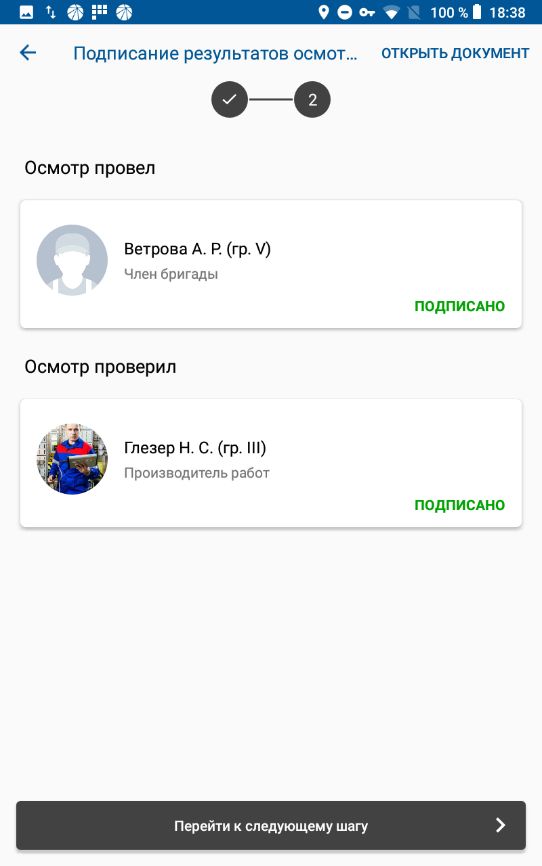 100 % 18:38
Подписание результатов осмот... ОТКРЫТЬ ДОКУМЕНТ
2
Осмотр провел
Ветрова А. Р. (гр. V)
Член бригады
ПОДПИСАНО
Осмотр проверил
Глезер Н. С. (гр. III)
Производитель работ
ПОДПИСАНО
Перейти к следующему шагу